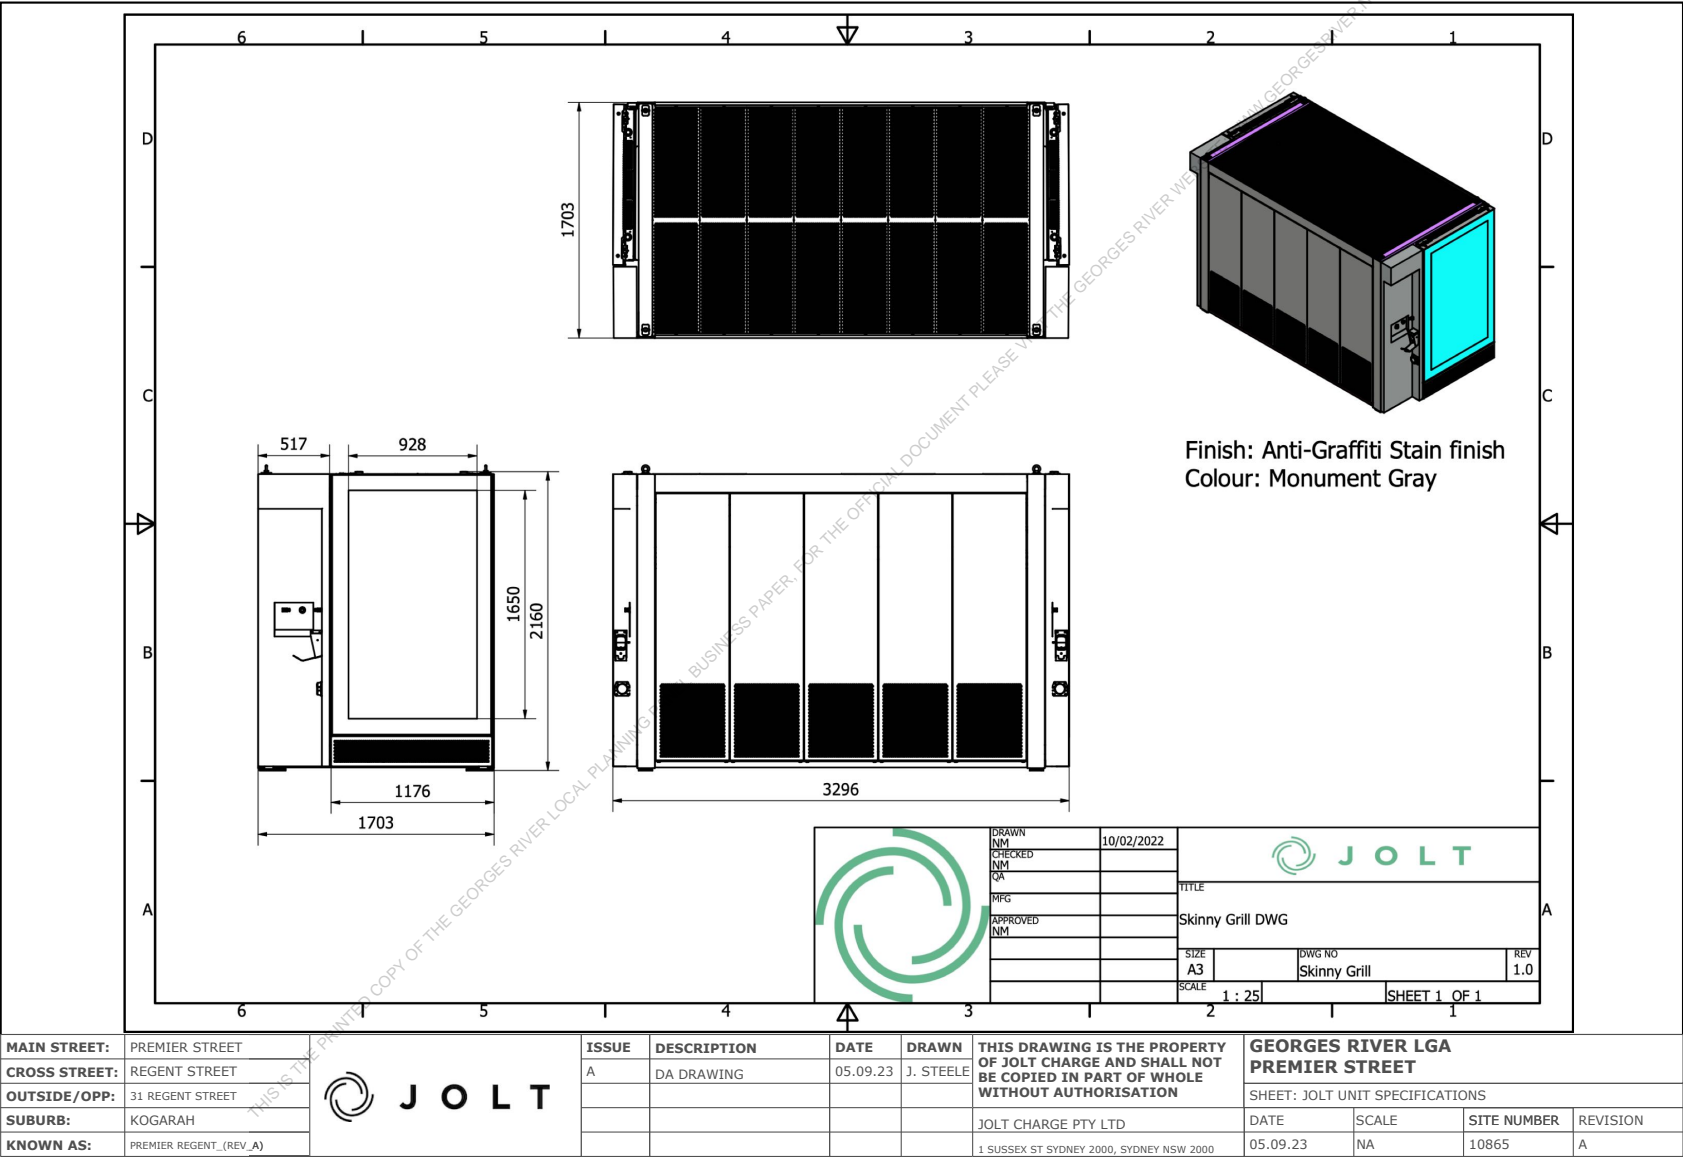 6 5 4 3 2 1
D D
C C
B B
A A
6 5 4 3 2 1
1703
517
928
1650
2160
1176
1703
3296
Finish: Anti-Graffiti Stain finish
Colour: Monument Gray
THIS IS THE PRINTED COPY OF THE GEORGES RIVER LOCAL PLANNING P L BUSINESS PAPER. FOR THE OFFICIAL DOCUMENT PLEASE V THE GEORGES RIVER WE WW.GEORGESRIVER.N
DRAWN
NM
10/02/2022
CHECKED
NM
QA
MFG
APPROVED
NM
JOLT
TITLE
Skinny Grill DWG
SIZE
A3
DWG NO
Skinny Grill
REV
1.0
SCALE
1 : 25
SHEET 1 OF 1
MAIN STREET: PREMIER STREET
CROSS STREET: REGENT STREET
OUTSIDE/OPP: 31 REGENT STREET
SUBURB: KOGARAH
KNOWN AS: PREMIER REGENT_(REV_A)
JOLT
ISSUE DESCRIPTION DATE DRAWN
A DA DRAWING 05.09.23 J. STEELE
THIS DRAWING IS THE PROPERTY
OF JOLT CHARGE AND SHALL NOT
BE COPIED IN PART OF WHOLE
WITHOUT AUTHORISATION
JOLT CHARGE PTY LTD
1 SUSSEX ST SYDNEY 2000, SYDNEY NSW 2000
GEORGES RIVER LGA
PREMIER STREET
SHEET: JOLT UNIT SPECIFICATIONS
DATE SCALE SITE NUMBER REVISION
05.09.23 NA 10865 A